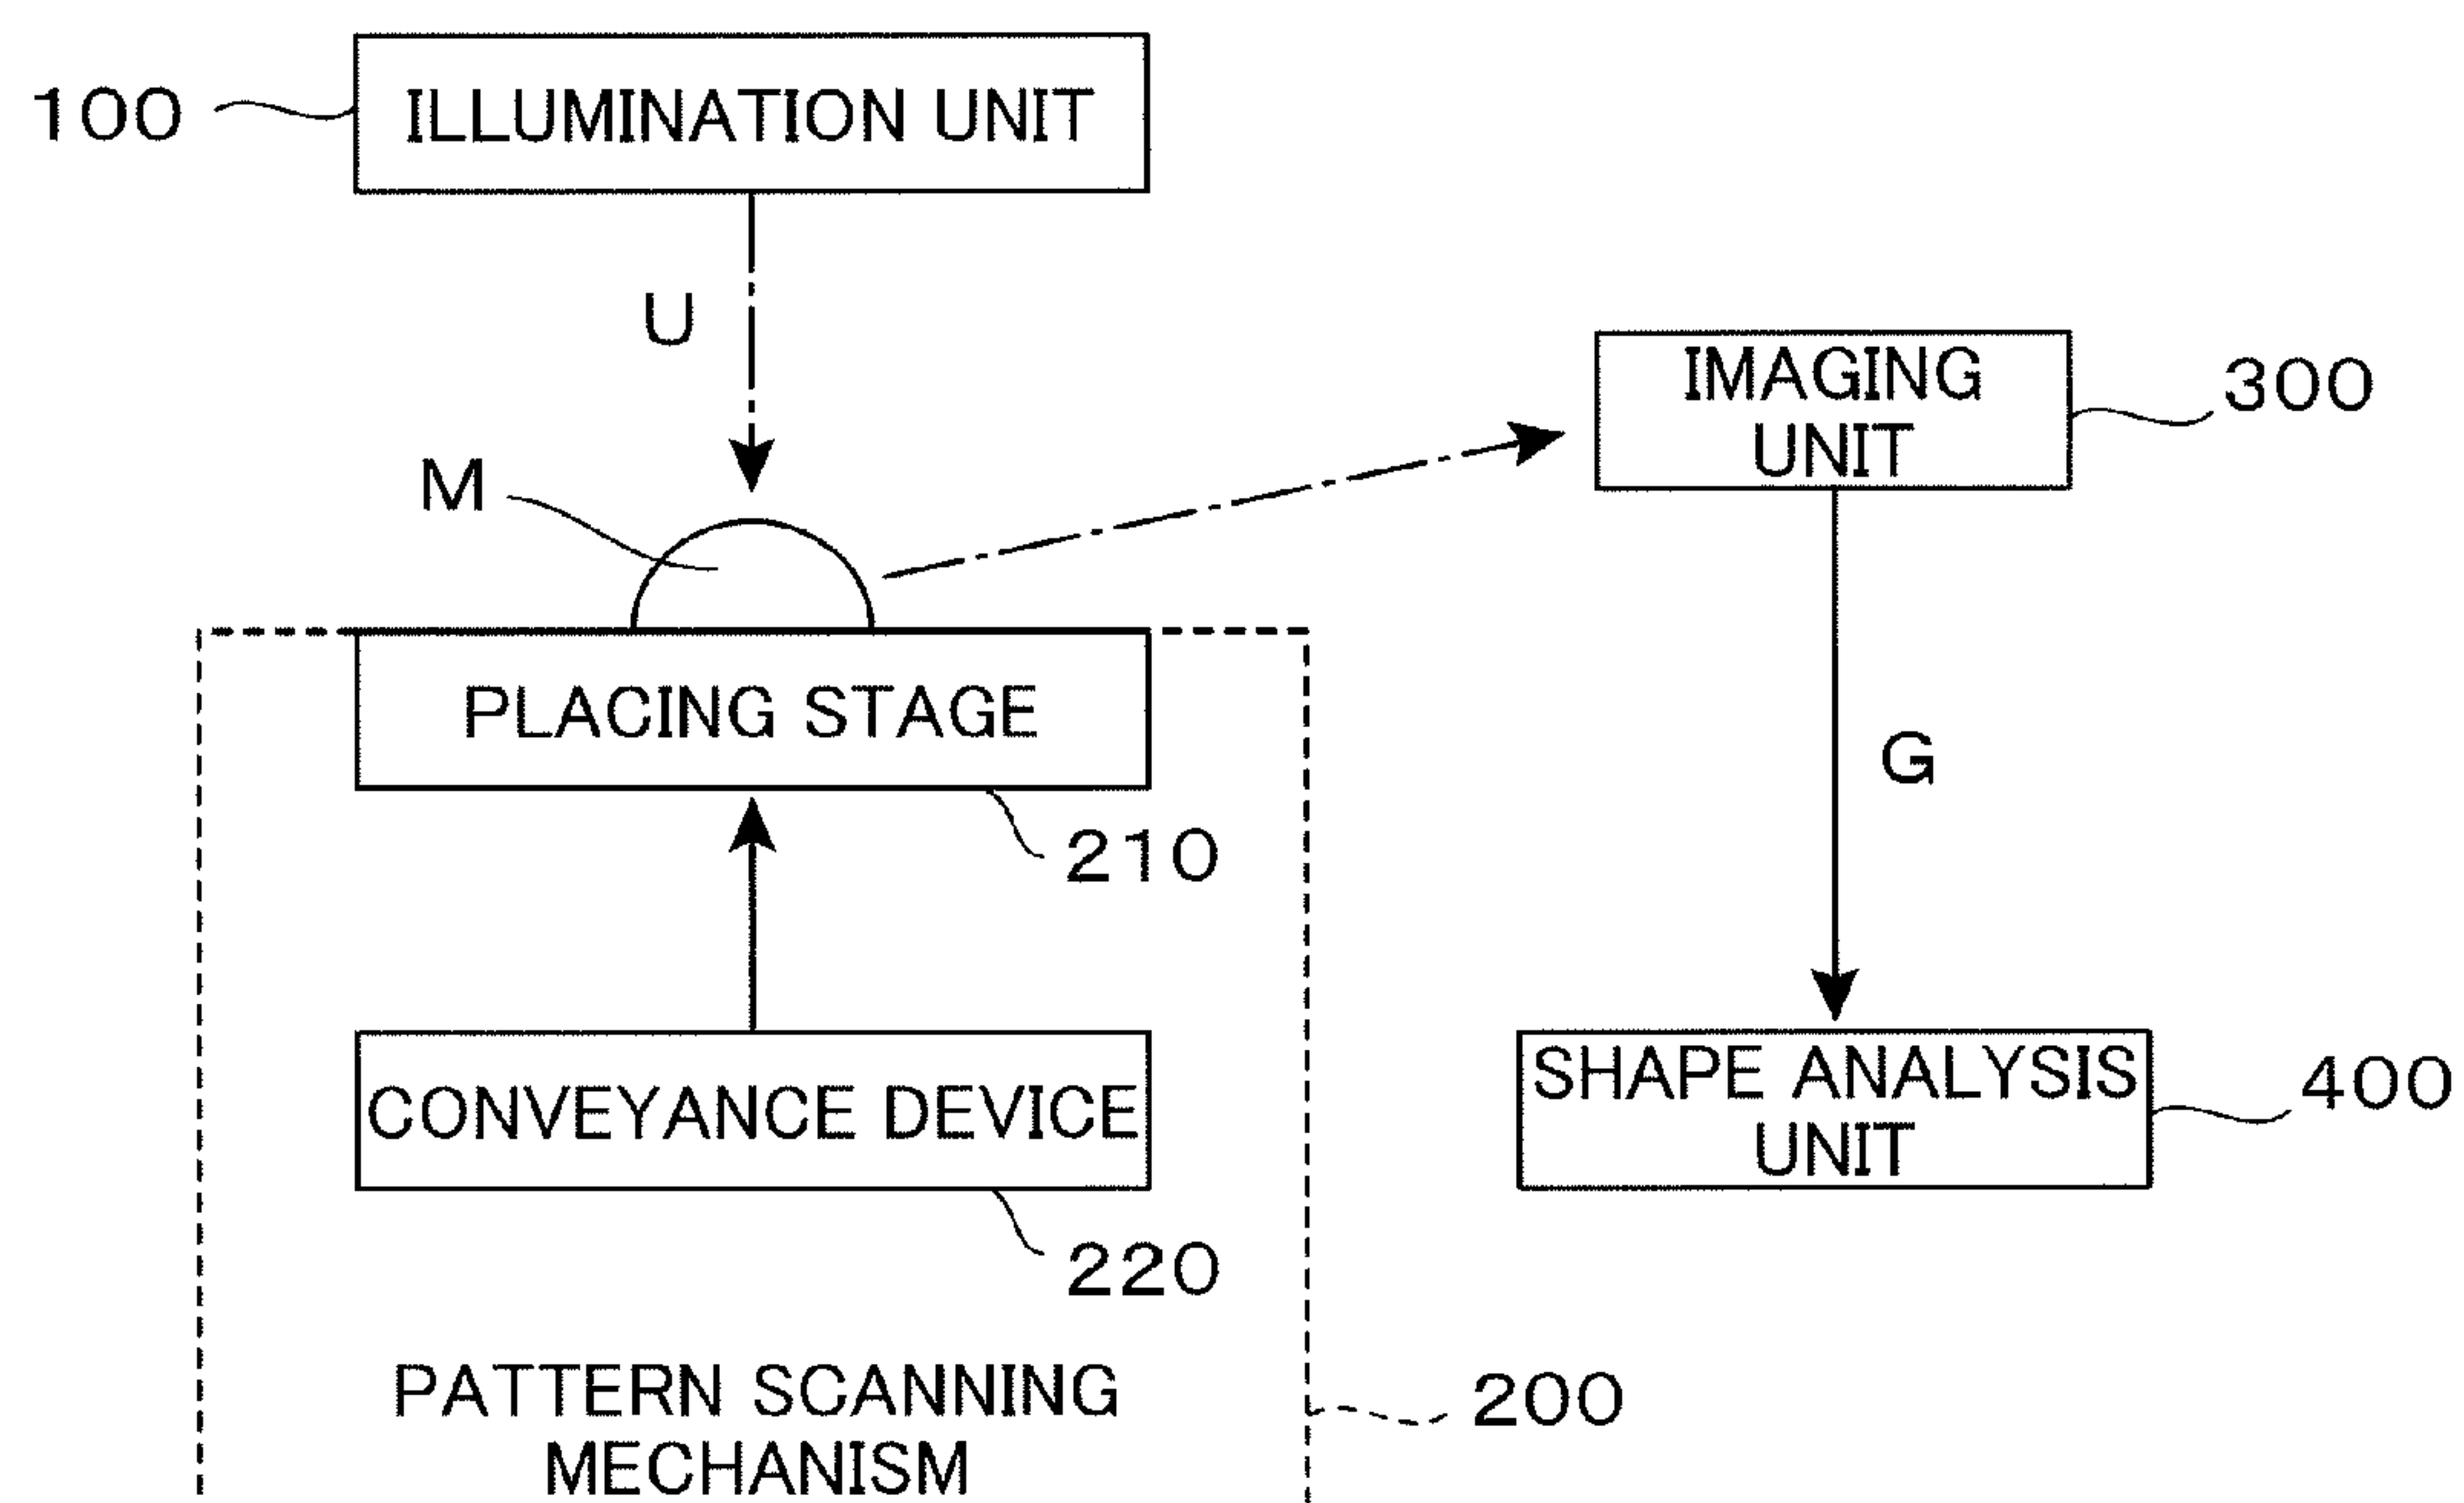 100
ILLUMINATION UNIT
U
IMAGING
UNIT
300
M
PLACING STAGE
210
G
CONVEYANCE DEVICE
220
SHAPE ANALYSIS
UNIT
400
PATTERN SCANNING
MECHANISM
200